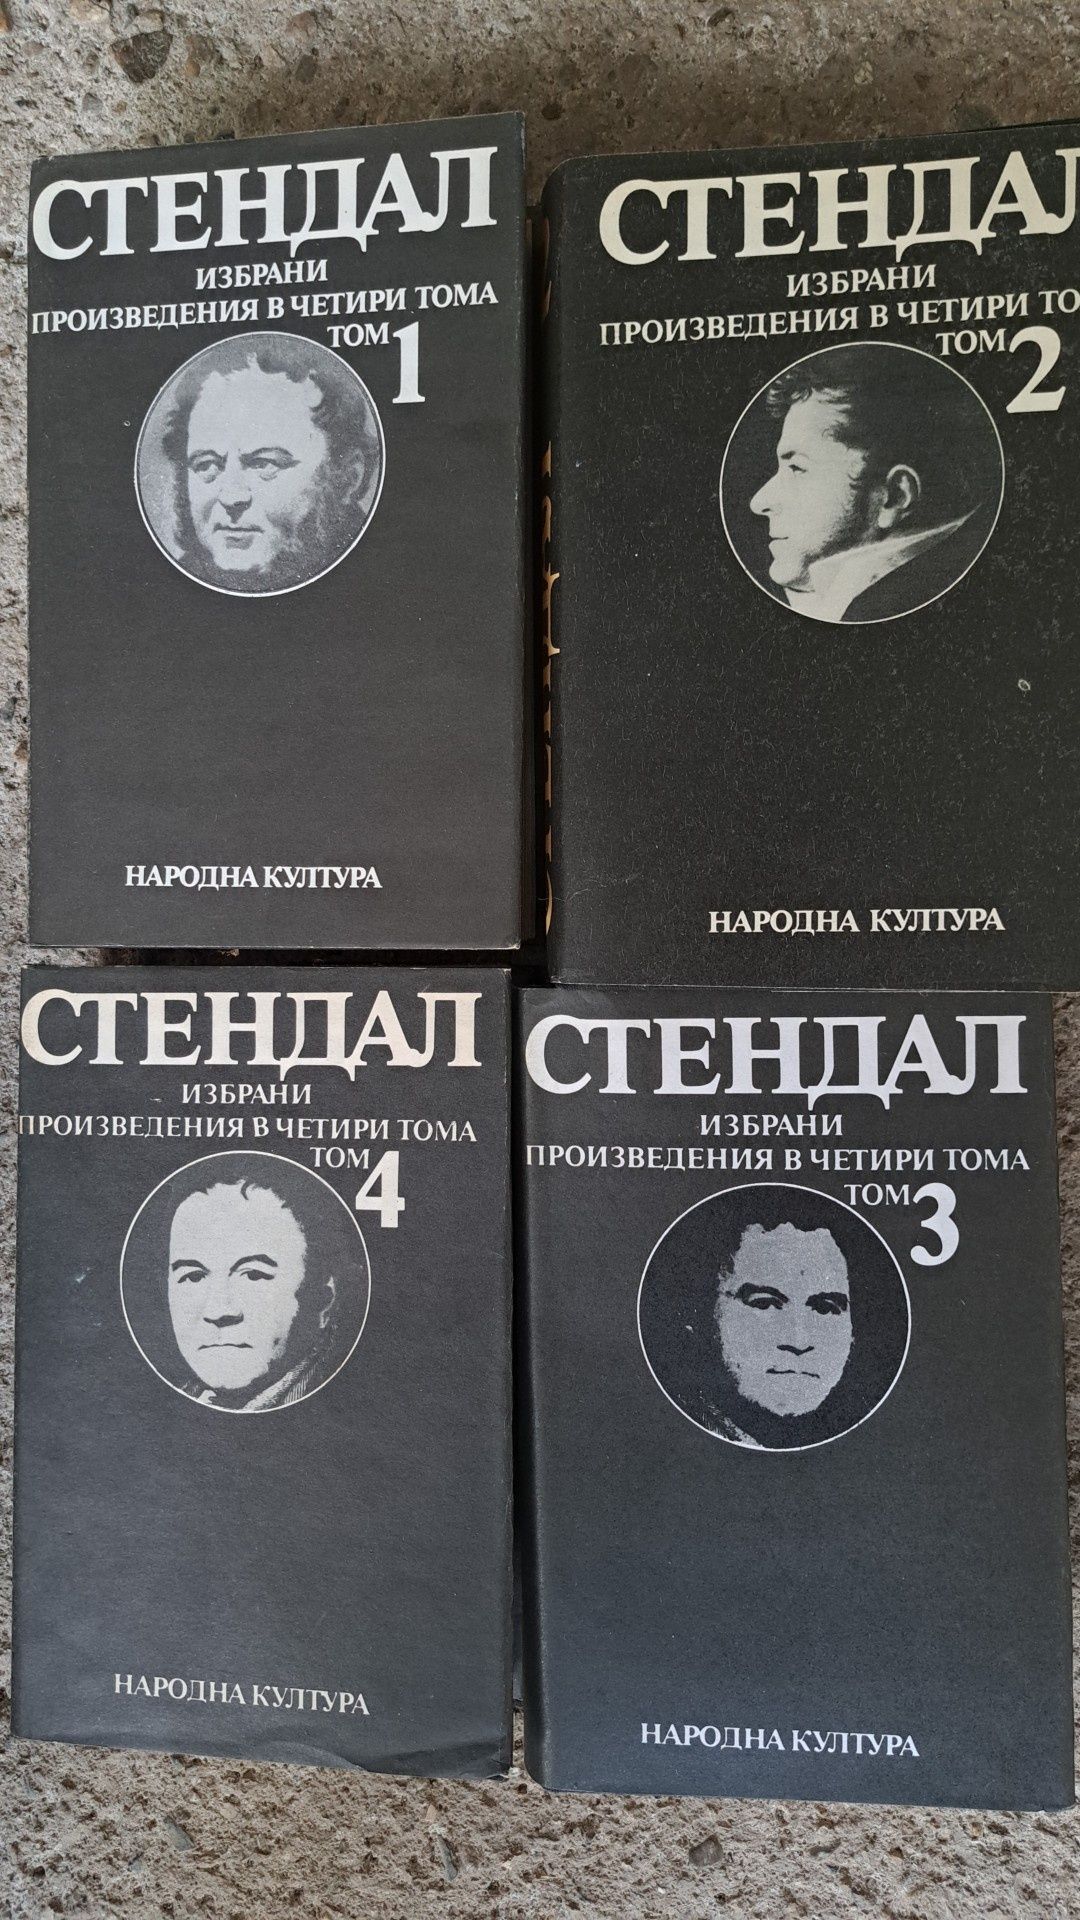 СТЕНДАЛ
ИЗБРАНИ
ПРОИЗВЕДЕНИЯ В ЧЕТИРИ ТОМА
ТОМ 1
НАРОДНА КУЛТУРА
СТЕНДАЛ
ИЗБРАНИ
ПРОИЗВЕДЕНИЯ В ЧЕТИРИ ТО
ТОМ 2
НАРОДНА КУЛТУРА
СТЕНДАЛ
ИЗБРАНИ
ПРОИЗВЕДЕНИЯ В ЧЕТИРИ ТОМА
ТОМ 4
НАРОДНА КУЛТУРА
СТЕНДАЛ
ИЗБРАНИ
ПРОИЗВЕДЕНИЯ В ЧЕТИРИ ТОМА
ТОМ 3
НАРОДНА КУЛТУРА